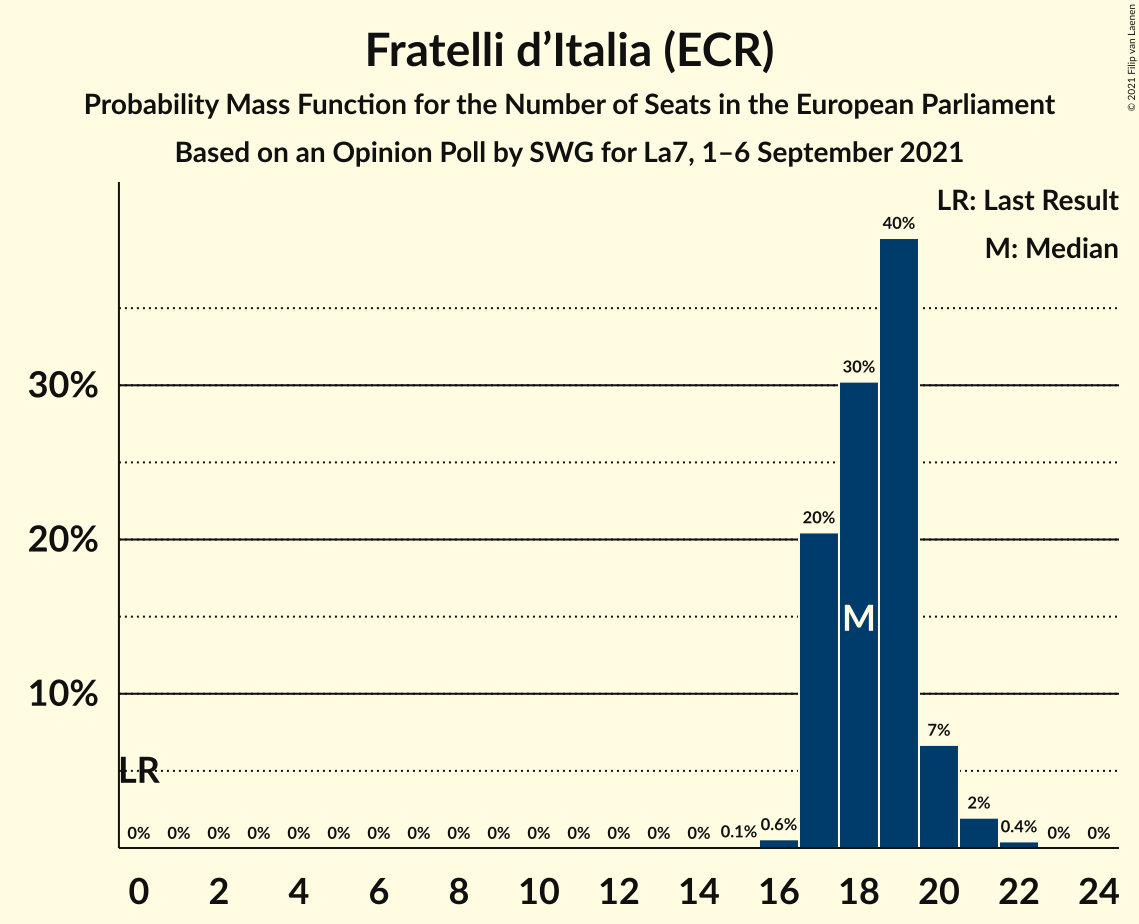 Fratelli d’Italia (ECR)
Probability Mass Function for the Number of Seats in the European Parliament
Based on an Opinion Poll by SWG for La7, 1–6 September 2021
© 2021 Filip van Laenen
LR: Last Result
M: Median
40%
30%
30%
20%
20%
M
10%
7%
LR
2%
0% 0% 0% 0% 0% 0% 0% 0% 0% 0% 0% 0% 0% 0% 0% 0.1% 0.6% 0.4% 0% 0%
0 2 4 6 8 10 12 14 16 18 20 22 24